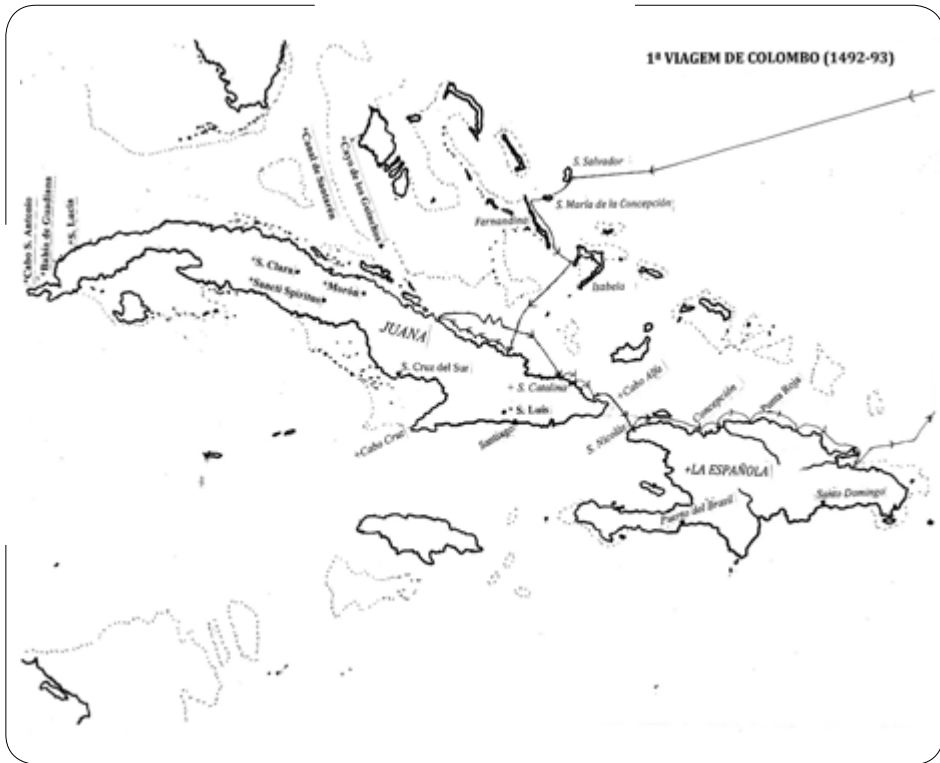 1ª VIAGEM DE COLOMBO (1492-93)
S. Salvador
S. María de la Concepción
Fernandina
Isabela
*Canal de Santarén
*Cayo de los Guinchos*
*Cabo S. Antonio
*Bahía de Guadiana
*S. Lucía
*S. Clara*
*Morón*
*Sancti Spiritus*
JUANA
S. Cruz del Sur
+ S. Catalina
* S. Luis
+Cabo Cruz
Santiago
+Cabo Alfa
S. Nicolás
Concepción
Punta Roja
+LA ESPAÑOLA
Santo Domingo
Puerto del Brasil